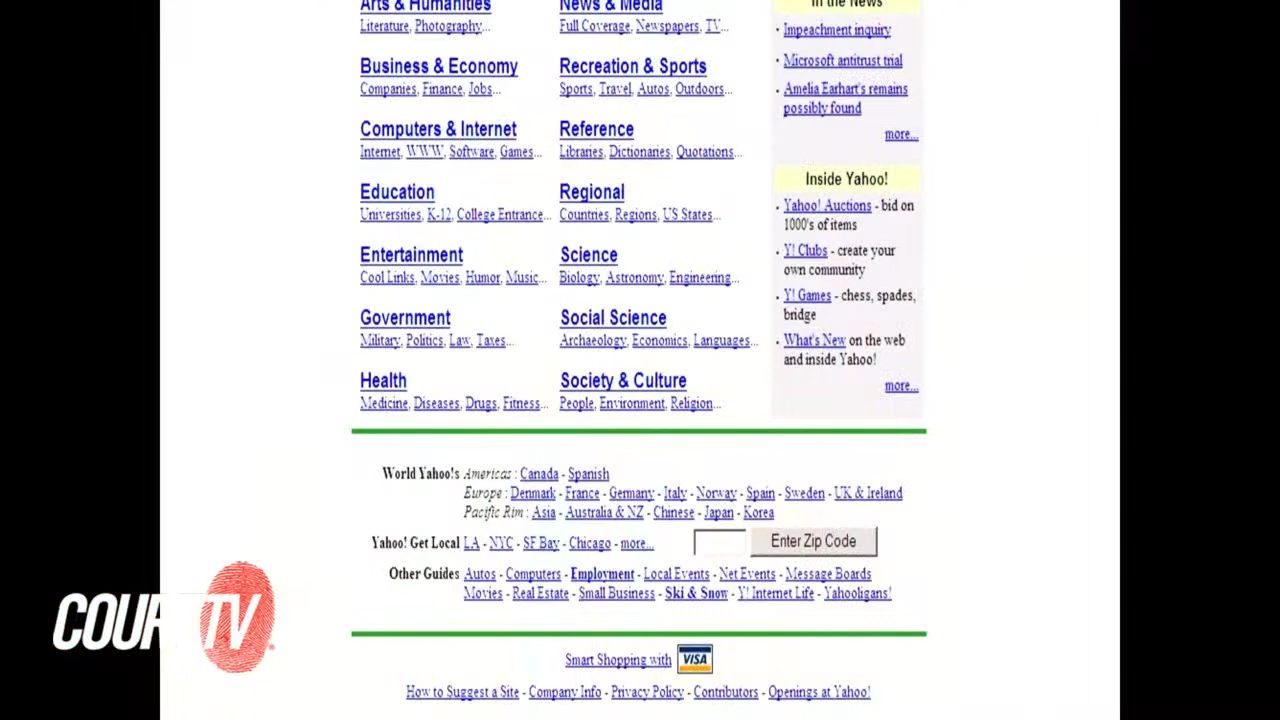 Arts & Humanities
Literature, Photography...
Business & Economy
Companies, Finance, Jobs...
Computers & Internet
Internet, WWW, Software, Games...
Education
Universities, K-12, College Entrance...
Entertainment
Cool Links, Movies, Humor, Music...
Government
Military, Politics, Law, Taxes...
Health
Medicine, Diseases, Drugs, Fitness...
News & Media
Full Coverage, Newspapers, TV...
Recreation & Sports
Sports, Travel, Autos, Outdoors...
Reference
Libraries, Dictionaries, Quotations...
Regional
Countries, Regions, US States...
Science
Biology, Astronomy, Engineering...
Social Science
Archaeology, Economics, Languages...
Society & Culture
People, Environment, Religion...
In the News
· Impeachment inquiry
· Microsoft antitrust trial
· Amelia Earhart's remains
possibly found
more...
Inside Yahoo!
· Yahoo! Auctions - bid on
1000's of items
· Y! Clubs - create your
own community
· Y! Games - chess, spades,
bridge
· What's New on the web
and inside Yahoo!
more...
World Yahoo!s Americas : Canada - Spanish
Europe : Denmark - France - Germany - Italy - Norway - Spain - Sweden - UK & Ireland
Pacific Rim : Asia - Australia & NZ - Chinese - Japan - Korea
Yahoo! Get Local LA - NYC - SF Bay - Chicago - more... Enter Zip Code
Other Guides Autos - Computers - Employment - Local Events - Net Events - Message Boards
Movies - Real Estate - Small Business - Ski & Snow - Y! Internet Life - Yahooligans!
Smart Shopping with VISA
How to Suggest a Site - Company Info - Privacy Policy - Contributors - Openings at Yahoo!
COURT TV